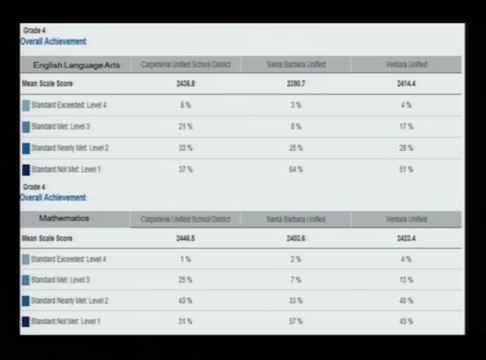 Grade 4
Overall Achievement
English Language Arts Carpinteria Unified School District Santa Barbara Unified Ventura Unified
Mean Scale Score 2436.8 2390.7 2414.4
Standard Exceeded: Level 4 8 % 3 % 4 %
Standard Met: Level 3 21 % 8 % 17 %
Standard Nearly Met: Level 2 33 % 25 % 28 %
Standard Not Met: Level 1 37 % 64 % 51 %
Grade 4
Overall Achievement
Mathematics Carpinteria Unified School District Santa Barbara Unified Ventura Unified
Mean Scale Score 2446.5 2403.6 2423.4
Standard Exceeded: Level 4 1 % 2 % 4 %
Standard Met: Level 3 25 % 7 % 13 %
Standard Nearly Met: Level 2 43 % 33 % 40 %
Standard Not Met: Level 1 31 % 57 % 43 %